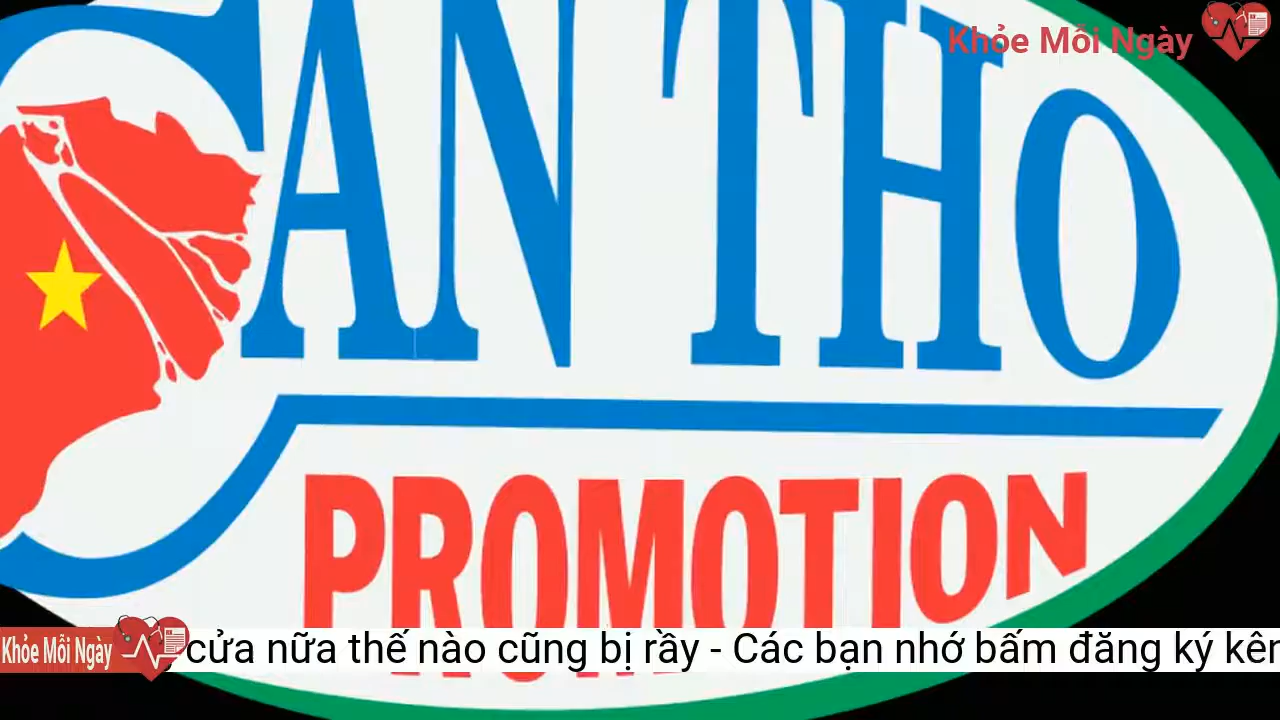 Khỏe Mỗi Ngày
CAN THO
PROMOTION
Khỏe Mỗi Ngày cửa nữa thế nào cũng bị rầy - Các bạn nhớ bấm đăng ký kên